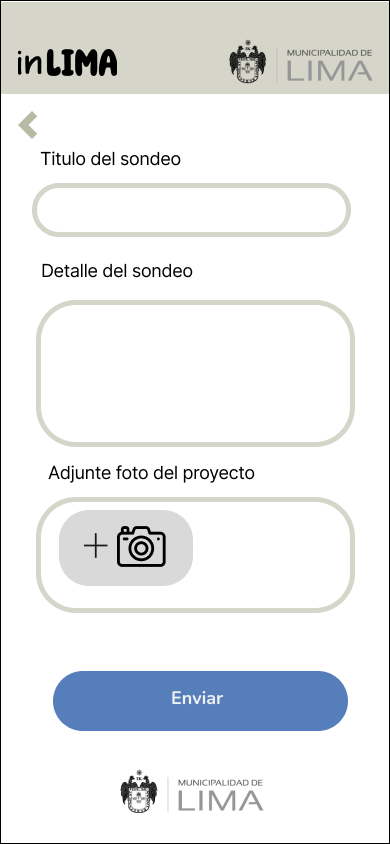 inLIMA
MUNICIPALIDAD DE
LIMA
Titulo del sondeo
Detalle del sondeo
Adjunte foto del proyecto
+
Enviar
MUNICIPALIDAD DE
LIMA